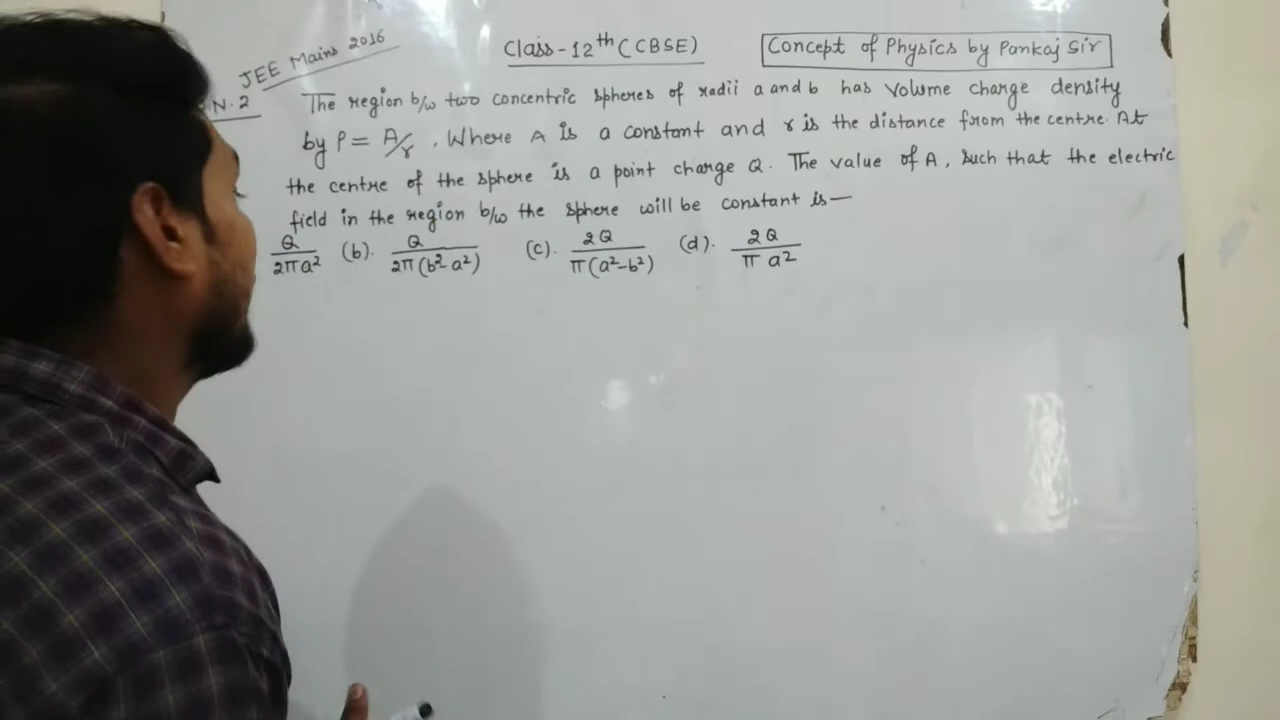 JEE Mains 2016
Class-12th (CBSE)
Concept of Physics by Pankaj Sir
.N.2
The region b/w two concentric spheres of radii a and b has volume charge density
by ρ = A/r , Where A is a constant and r is the distance from the centre. At
the centre of the sphere is a point charge Q. The value of A, such that the electric
field in the region b/w the sphere will be constant is—
Q/2πa² (b). Q/2π(b²-a²) (c). 2Q/π(a²-b²) (d). 2Q/πa²